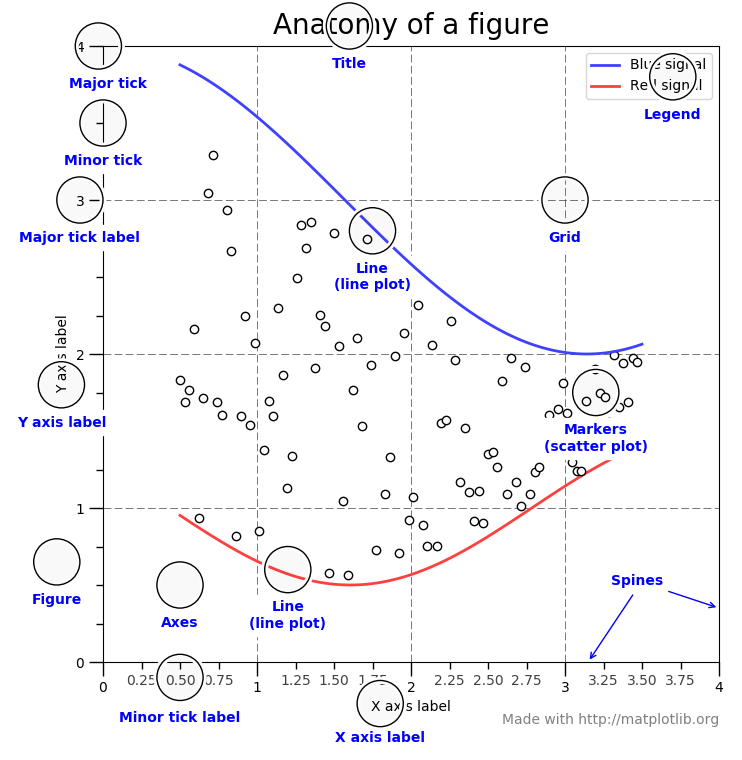 Anatomy of a figure
4
Blue signal
Red signal
Title
Major tick
Legend
Minor tick
3
Major tick label
Grid
Line
(line plot)
Y axis label
2
Y axis label
Markers
(scatter plot)
1
Figure
Axes
Line
(line plot)
Spines
0
0 0.25 0.50 0.75 1 1.25 1.50 1.75 2 2.25 2.50 2.75 3 3.25 3.50 3.75 4
X axis label
Minor tick label
Made with http://matplotlib.org
X axis label